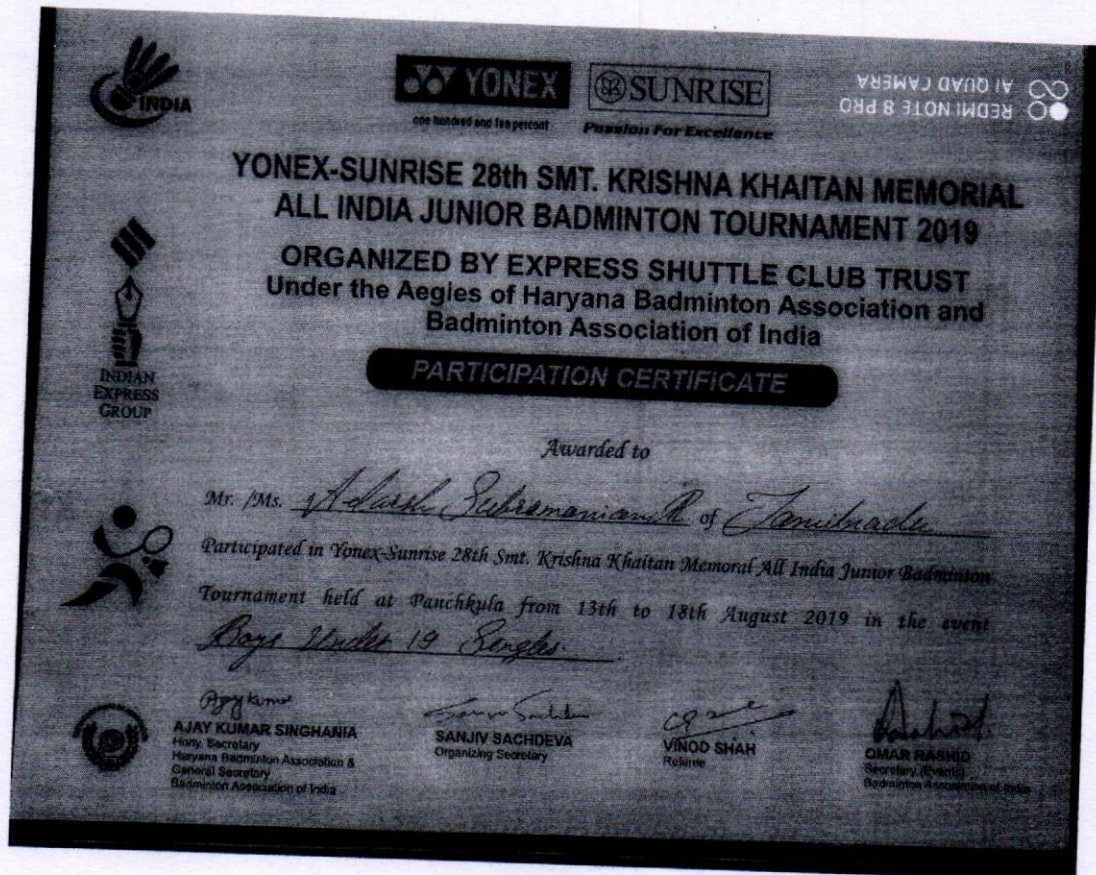 INDIA
YONEX
one hundred and ten percent
SUNRISE
Passion For Excellence
REDMI NOTE 8 PRO
AI QUAD CAMERA
YONEX-SUNRISE 28th SMT. KRISHNA KHAITAN MEMORIAL
ALL INDIA JUNIOR BADMINTON TOURNAMENT 2019
ORGANIZED BY EXPRESS SHUTTLE CLUB TRUST
Under the Aegies of Haryana Badminton Association and
Badminton Association of India
INDIAN
EXPRESS
GROUP
PARTICIPATION CERTIFICATE
Awarded to
Mr. /Ms. Adarsh Subramanian R of Tamilnadu
Participated in Yonex-Sunrise 28th Smt. Krishna Khaitan Memoral All India Junior Badminton
Tournament held at Panchkula from 13th to 18th August 2019 in the event
Boys Under 19 Singles.
Ajay Kumar
AJAY KUMAR SINGHANIA
Hony. Secretary
Haryana Badminton Association &
General Secretary
Badminton Association of India
SANJIV SACHDEVA
Organizing Secretary
VINOD SHAH
Referee
OMAR RASHID
Secretary (Events)
Badminton Association of India